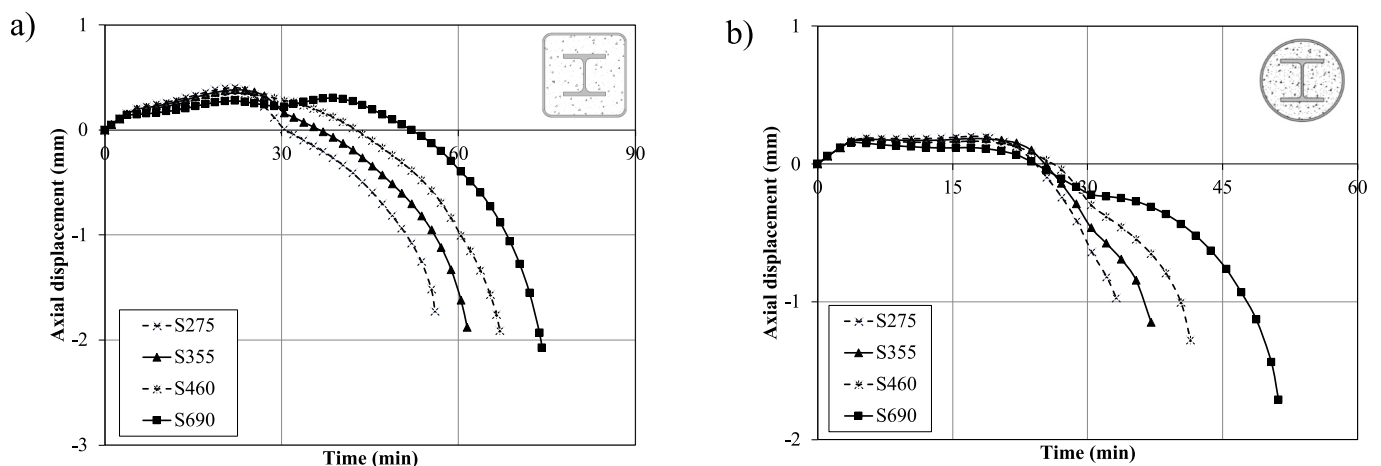 a)
1
0
-1
-2
-3
Axial displacement (mm)
0 30 60 90
Time (min)
S275
S355
S460
S690
b)
1
0
-1
-2
Axial displacement (mm)
0 15 30 45 60
Time (min)
S275
S355
S460
S690